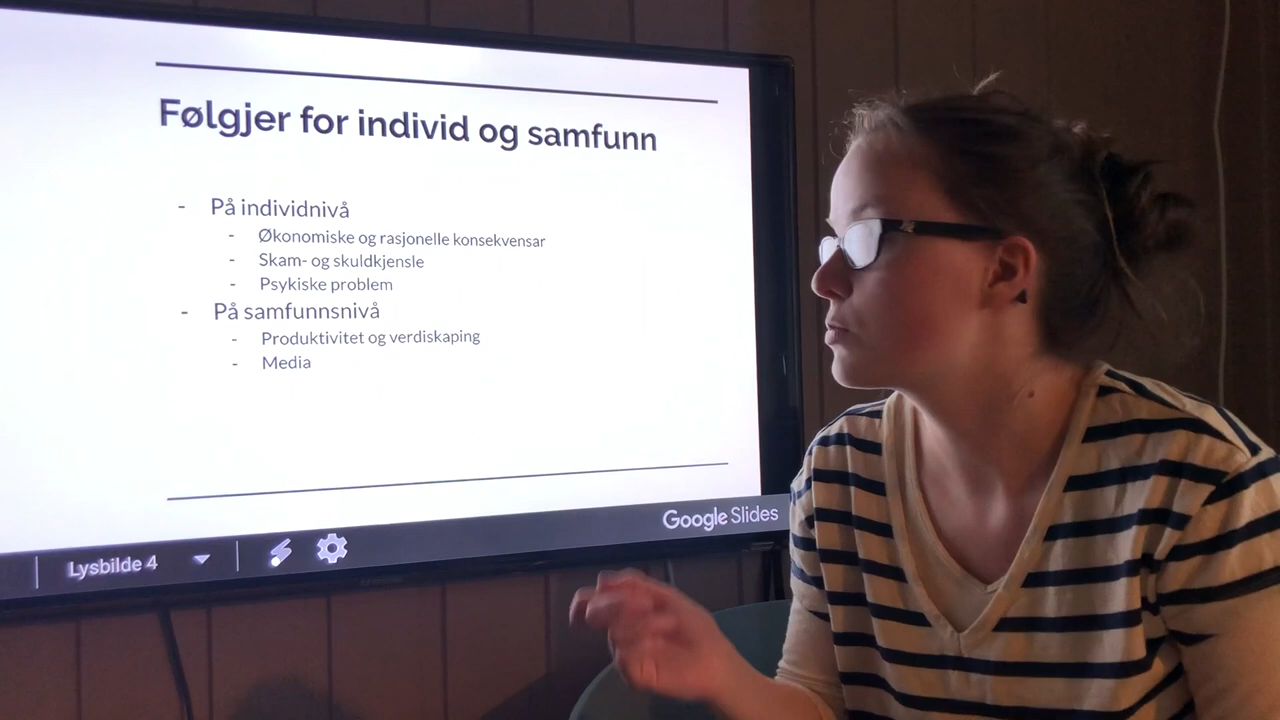 Følgjer for individ og samfunn
- På individnivå
- Økonomiske og rasjonelle konsekvensar
- Skam- og skuldkjensle
- Psykiske problem
- På samfunnsnivå
- Produktivitet og verdiskaping
- Media
Google Slides
Lysbilde 4